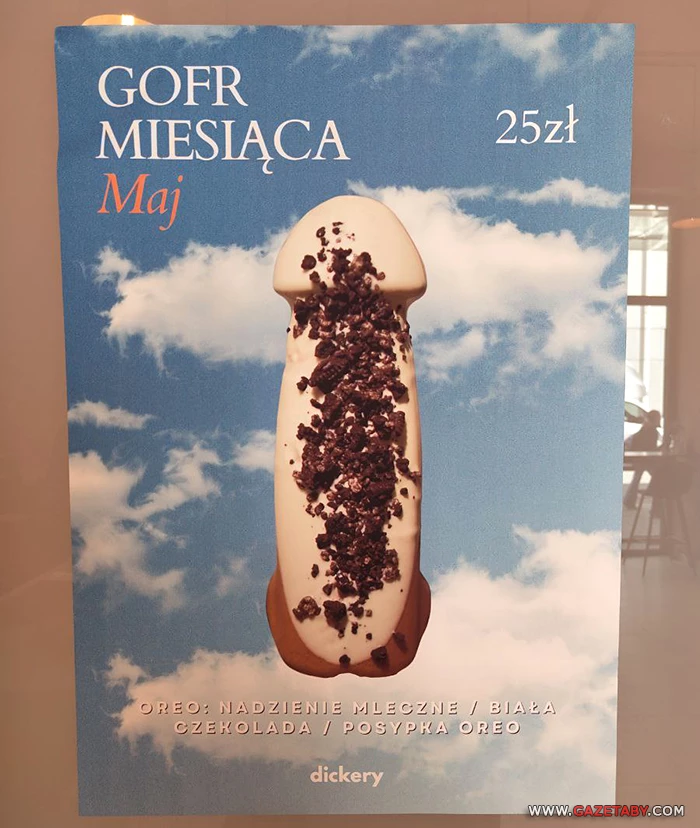 GOFR
MIESIĄCA
Maj
25zł
OREO: NADZIENIE MLECZNE / BIAŁA
CZEKOLADA / POSYPKA OREO
dickery
WWW.GAZETABY.COM